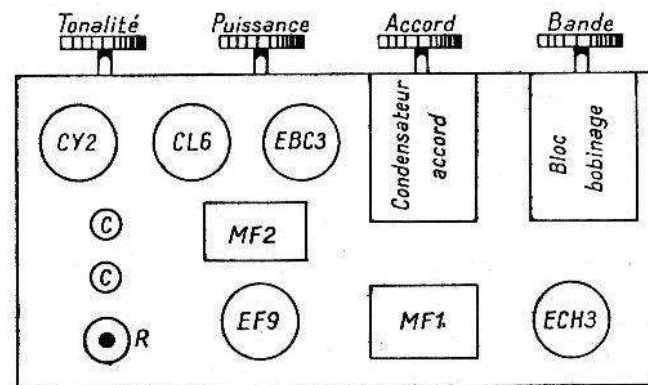 Tonalité
Puissance
Accord
Bande
CY2
CL6
EBC3
Condensateur
accord
Bloc
bobinage
C
MF2
C
R
EF9
MF1
ECH3